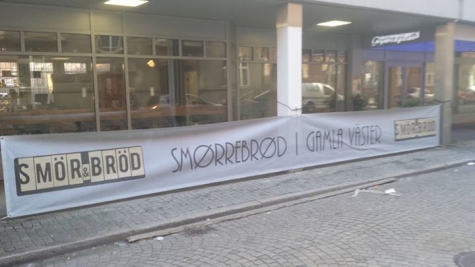 SMÖR & BRÖD
SMØRREBRØD | GAMLA VÄSTER
SMÖR & BRÖD